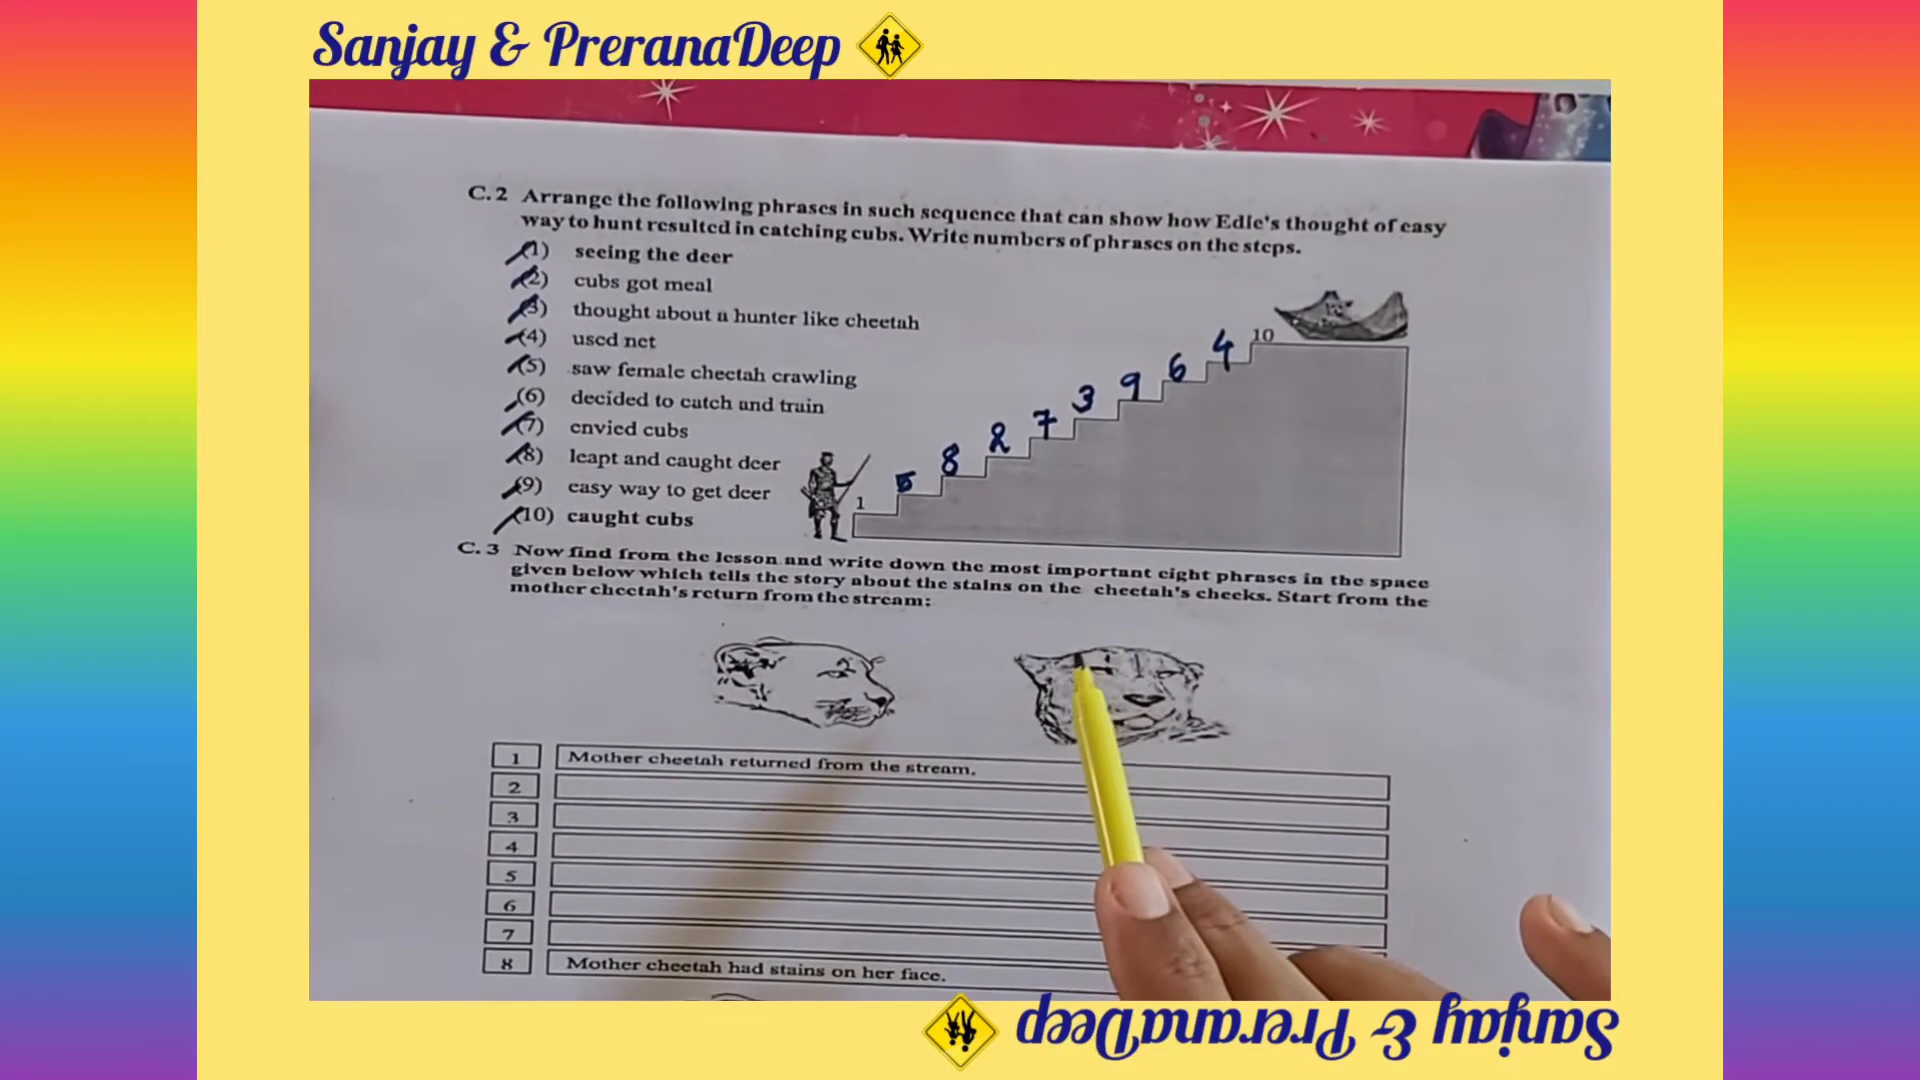 Sanjay & PreranaDeep
C.2 Arrange the following phrases in such sequence that can show how Edle's thought of easy
way to hunt resulted in catching cubs. Write numbers of phrases on the steps.
(1) seeing the deer
(2) cubs got meal
(3) thought about a hunter like cheetah
(4) used net
(5) saw female cheetah crawling
(6) decided to catch and train
(7) envied cubs
(8) leapt and caught deer
(9) easy way to get deer
(10) caught cubs
1 5 8 2 7 3 9 6 4 10
C.3 Now find from the lesson and write down the most important eight phrases in the space
given below which tells the story about the stains on the cheetah's cheeks. Start from the
mother cheetah's return from the stream:
1 Mother cheetah returned from the stream.
2
3
4
5
6
7
8 Mother cheetah had stains on her face.
Sanjay & PreranaDeep